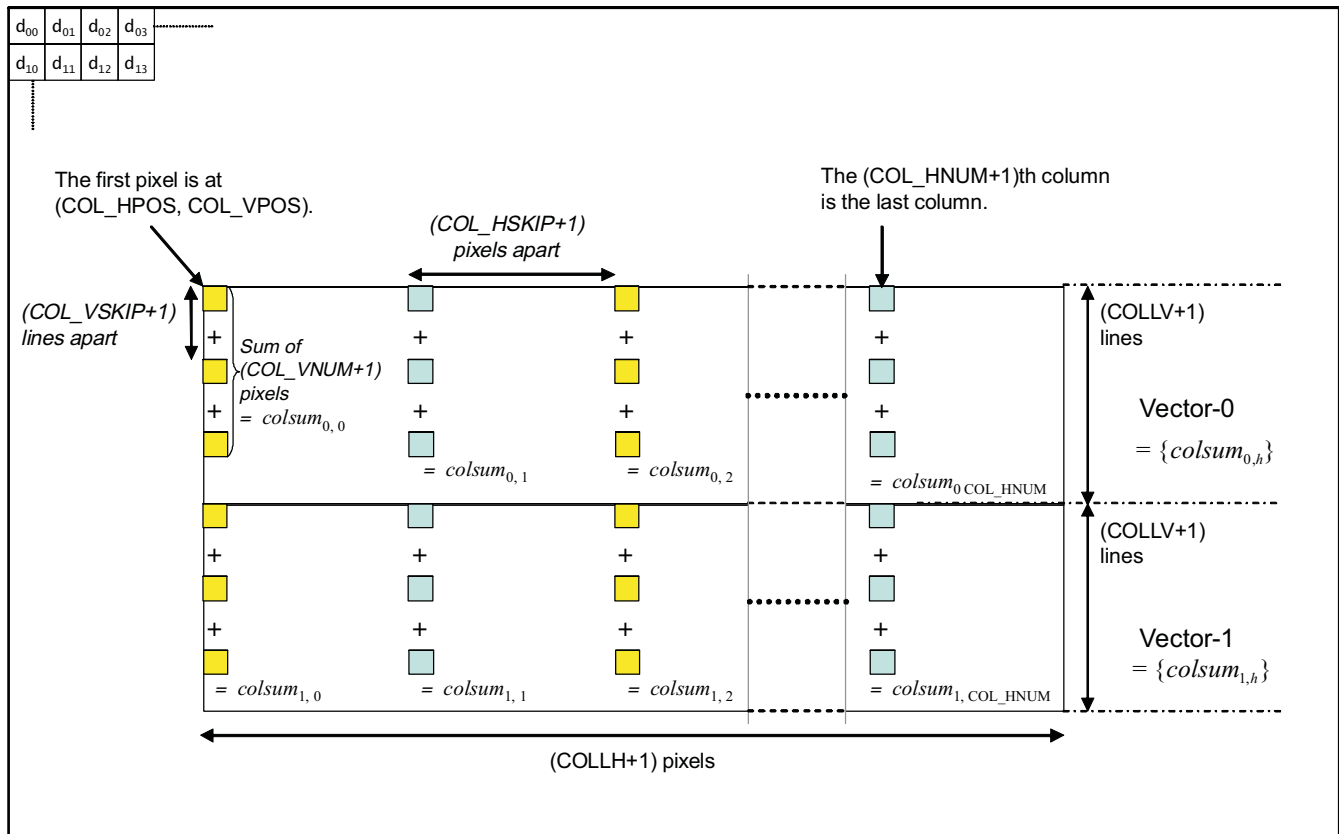 d00 d01 d02 d03
d10 d11 d12 d13
The first pixel is at
(COL_HPOS, COL_VPOS).
The (COL_HNUM+1)th column
is the last column.
(COL_HSKIP+1)
pixels apart
(COL_VSKIP+1)
lines apart
+ + + +
Sum of
(COL_VNUM+1)
pixels
= colsum0, 0
+ + + +
= colsum0, 1
= colsum0, 2
= colsum0 COL_HNUM
(COLLV+1)
lines
Vector-0
= {colsum0,h}
+ + + +
+ + + +
= colsum1, 0
= colsum1, 1
= colsum1, 2
= colsum1, COL_HNUM
(COLLV+1)
lines
Vector-1
= {colsum1,h}
(COLLH+1) pixels